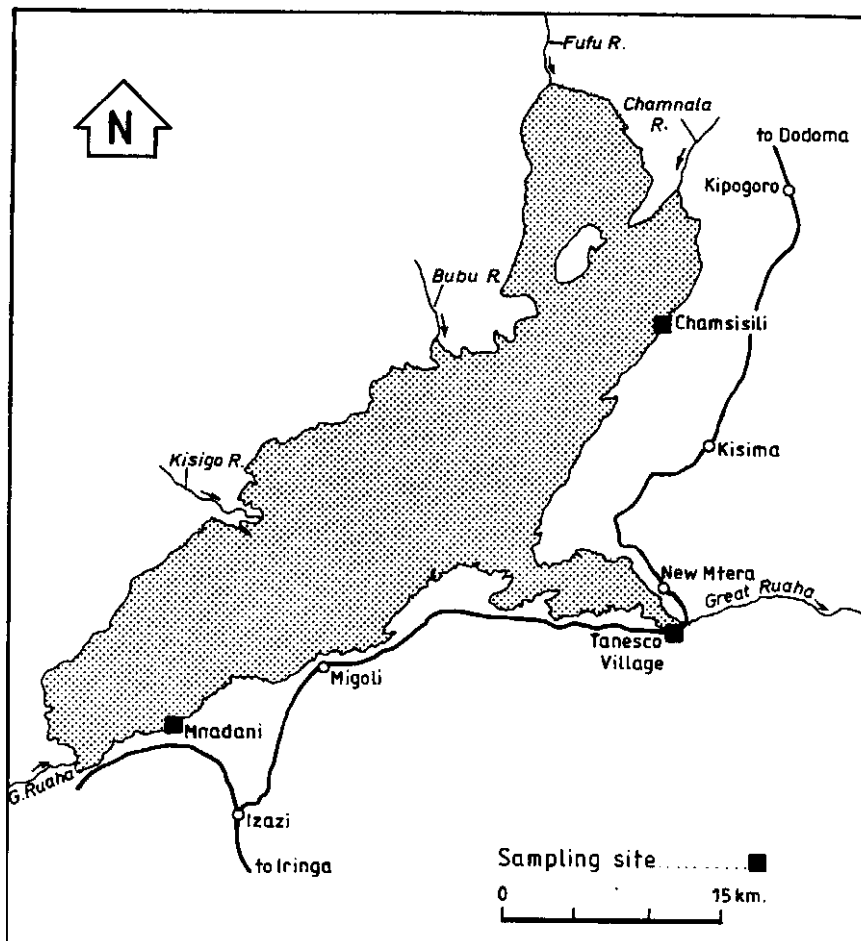 Fufu R.
Chamnala
R.
to Dodoma
N
Kipogoro
Bubu R.
Chamsisili
Kisigo R.
Kisima
New Mtera
Great Ruaha
Tanesco
Village
Migoli
Mnadani
G.Ruaha
Izazi
to Iringa
Sampling site.......
0 15 km.